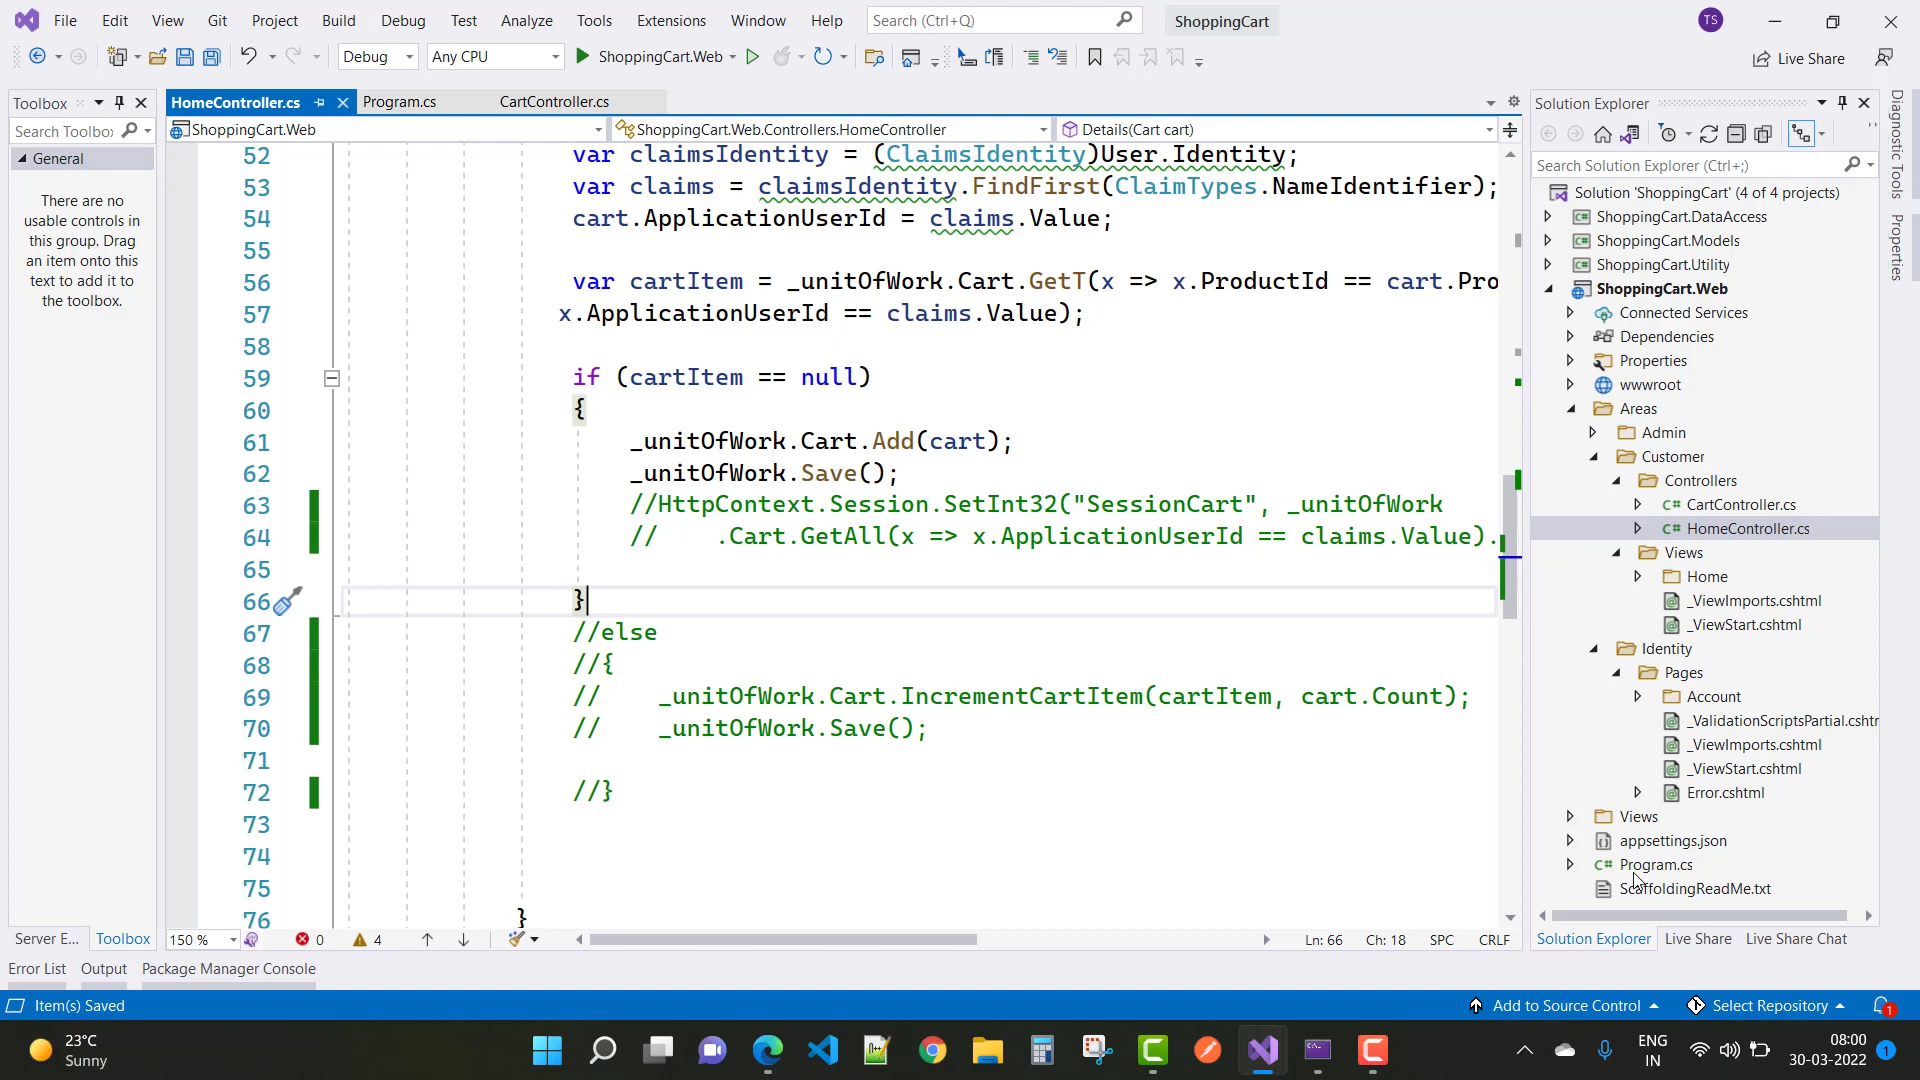 File Edit View Git Project Build Debug Test Analyze Tools Extensions Window Help Search (Ctrl+Q) ShoppingCart TS
Debug Any CPU ShoppingCart.Web Live Share
Toolbox
HomeController.cs Program.cs CartController.cs
Solution Explorer
Search Toolbox
ShoppingCart.Web ShoppingCart.Web.Controllers.HomeController Details(Cart cart)
General
There are no
usable controls in
this group. Drag
an item onto this
text to add it to
the toolbox.
52 var claimsIdentity = (ClaimsIdentity)User.Identity;
53 var claims = claimsIdentity.FindFirst(ClaimTypes.NameIdentifier);
54 cart.ApplicationUserId = claims.Value;
55
56 var cartItem = _unitOfWork.Cart.GetT(x => x.ProductId == cart.Pro
57 x.ApplicationUserId == claims.Value);
58
59 if (cartItem == null)
60 {
61 _unitOfWork.Cart.Add(cart);
62 _unitOfWork.Save();
63 //HttpContext.Session.SetInt32("SessionCart", _unitOfWork
64 // .Cart.GetAll(x => x.ApplicationUserId == claims.Value).
65
66 }
67 //else
68 //{
69 // _unitOfWork.Cart.IncrementCartItem(cartItem, cart.Count);
70 // _unitOfWork.Save();
71
72 //}
73
74
75
76 }
Search Solution Explorer (Ctrl+;)
Solution 'ShoppingCart' (4 of 4 projects)
ShoppingCart.DataAccess
ShoppingCart.Models
ShoppingCart.Utility
ShoppingCart.Web
Connected Services
Dependencies
Properties
wwwroot
Areas
Admin
Customer
Controllers
C# CartController.cs
C# HomeController.cs
Views
Home
_ViewImports.cshtml
_ViewStart.cshtml
Identity
Pages
Account
_ValidationScriptsPartial.cshtm
_ViewImports.cshtml
_ViewStart.cshtml
Error.cshtml
Views
appsettings.json
C# Program.cs
ScaffoldingReadMe.txt
Diagnostic Tools
Properties
Server E... Toolbox
150 % 0 4 Ln: 66 Ch: 18 SPC CRLF
Solution Explorer Live Share Live Share Chat
Error List Output Package Manager Console
Item(s) Saved Add to Source Control Select Repository 1
23°C
Sunny
ENG
IN
08:00
30-03-2022
1